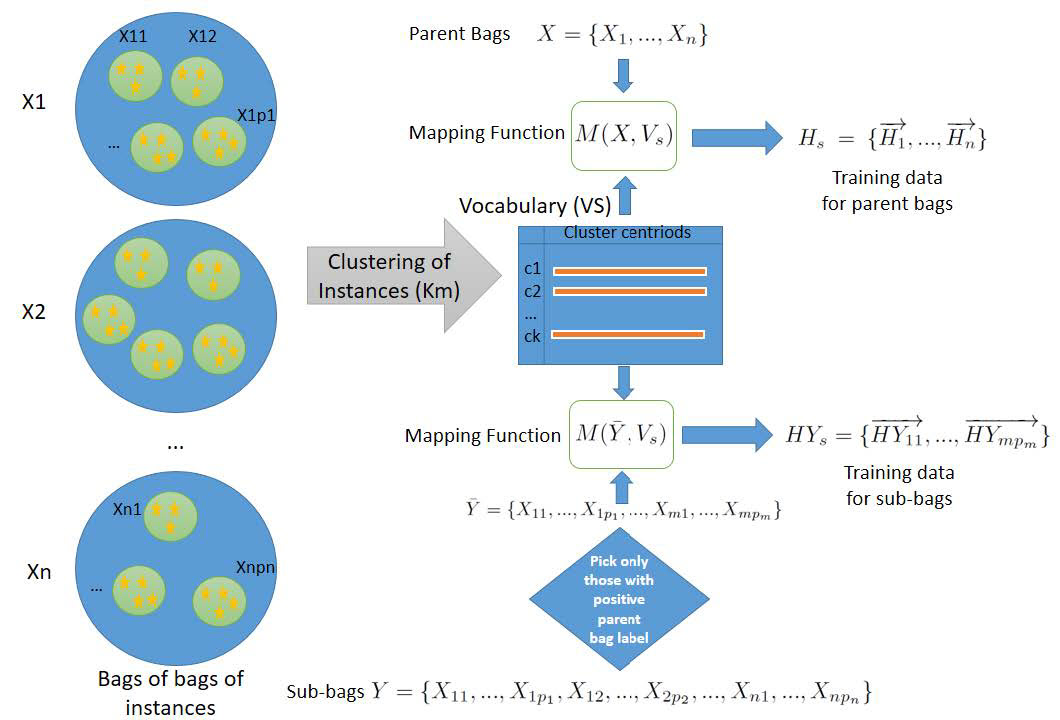 X1
X11
X12
X1p1
...
X2
...
Xn
Xn1
Xnpn
...
Bags of bags of
instances
Clustering of
Instances (Km)
Parent Bags X = {X_1, ..., X_n}
Mapping Function M(X, V_s)
H_s = {\overrightarrow{H_1}, ..., \overrightarrow{H_n}}
Training data
for parent bags
Vocabulary (VS)
Cluster centriods
c1
c2
...
ck
Mapping Function M(Ȳ, V_s)
HY_s = {\overrightarrow{HY_{11}}, ..., \overrightarrow{HY_{mp_m}}}
Training data
for sub-bags
Ȳ = {X_{11}, ..., X_{1p_1}, ..., X_{m1}, ..., X_{mp_m}}
Pick only
those with
positive
parent
bag label
Sub-bags Y = {X_{11}, ..., X_{1p_1}, X_{12}, ..., X_{2p_2}, ..., X_{n1}, ..., X_{np_n}}